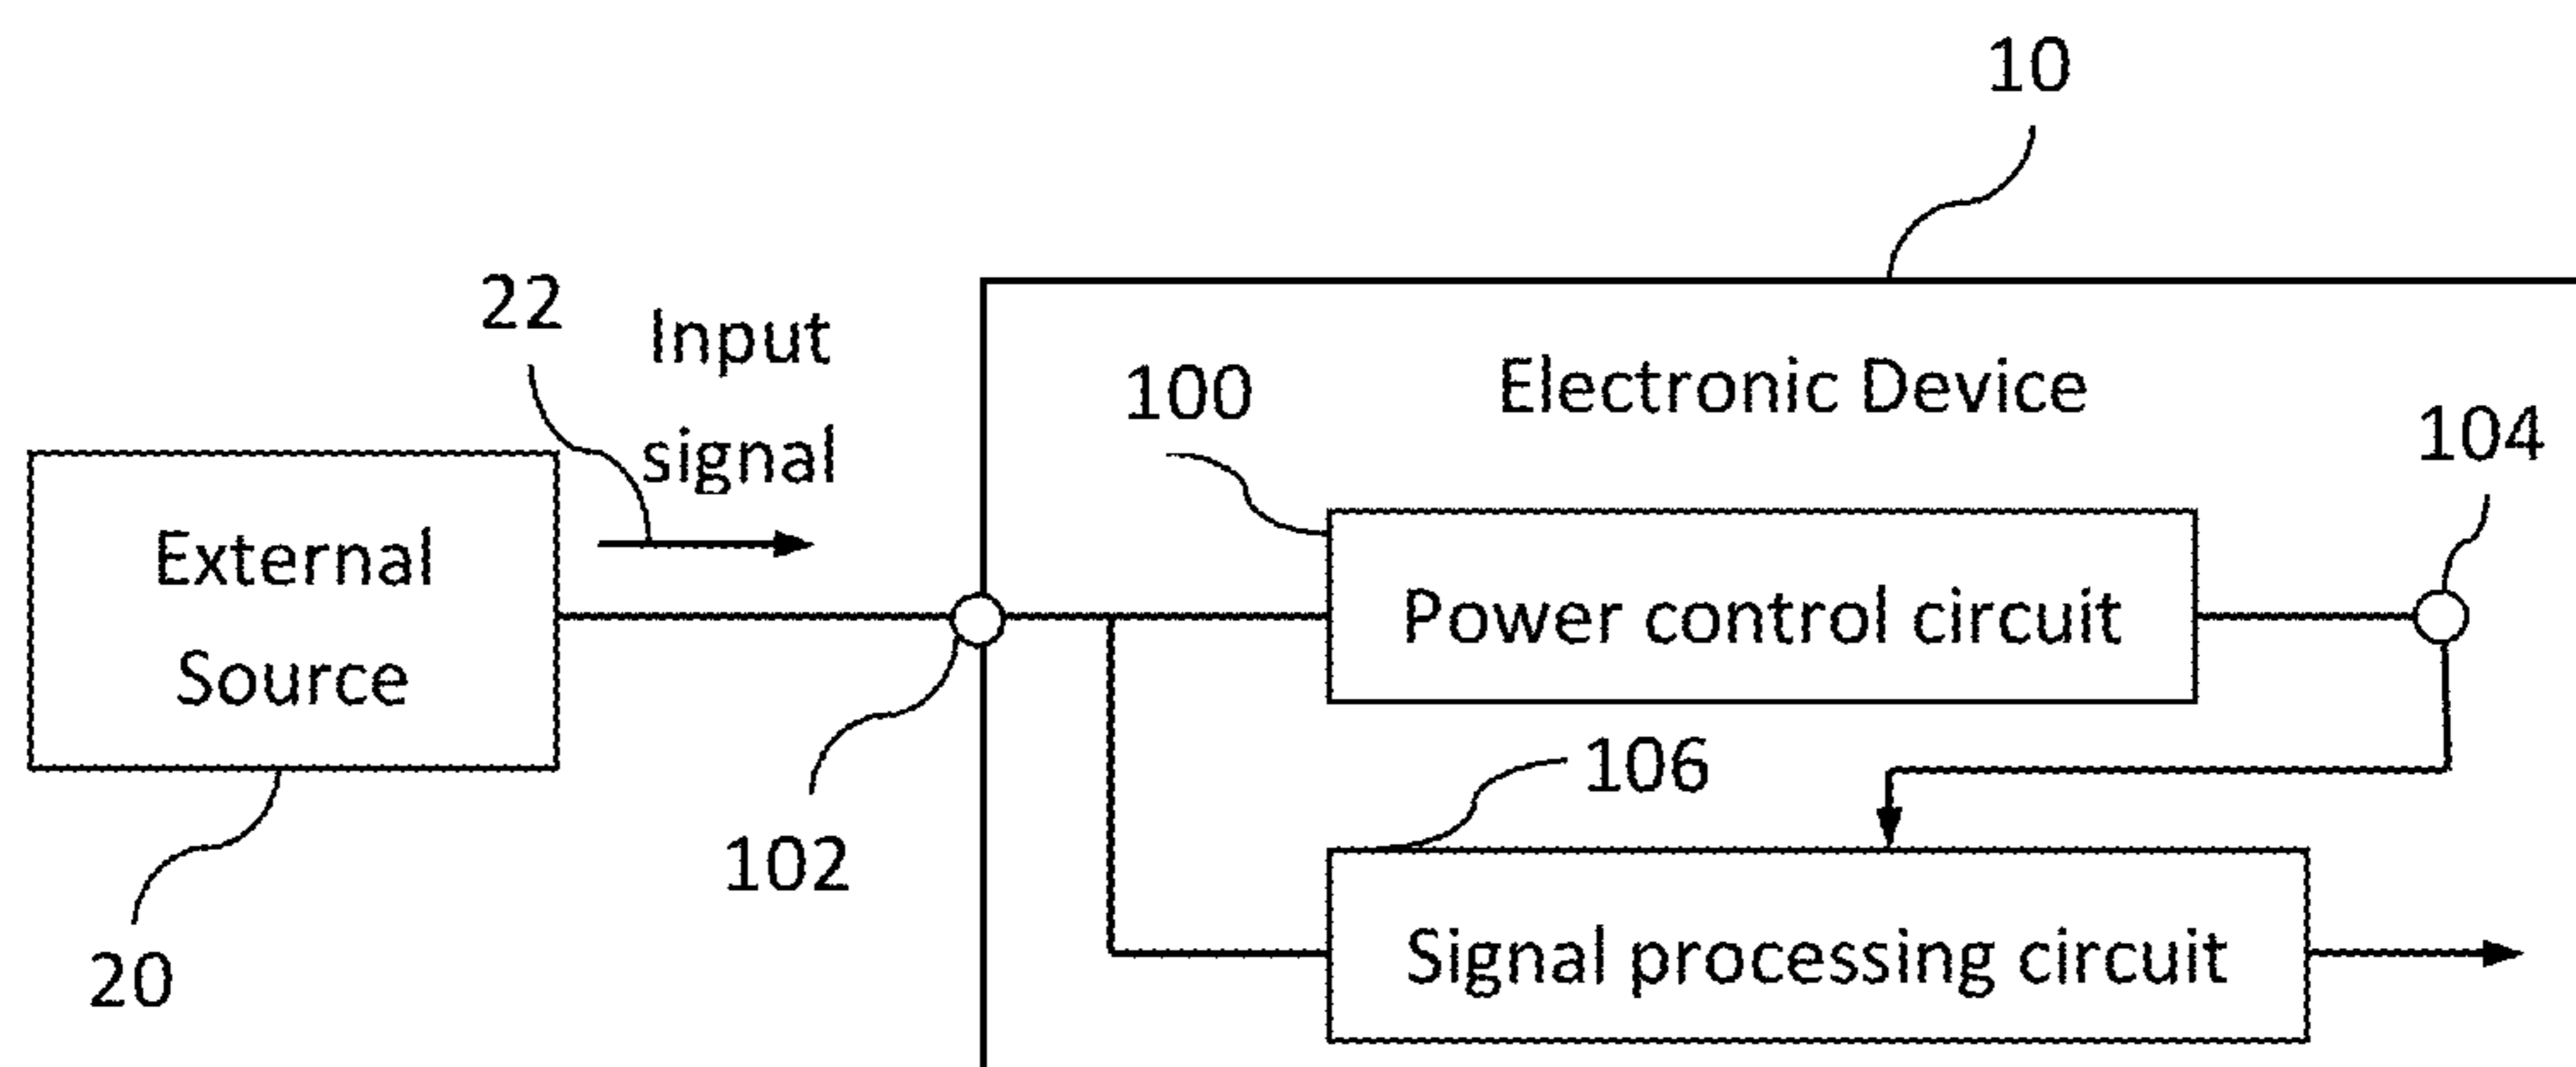 10
22
Input
signal
Electronic Device
100
104
External
Source
Power control circuit
106
102
20
Signal processing circuit